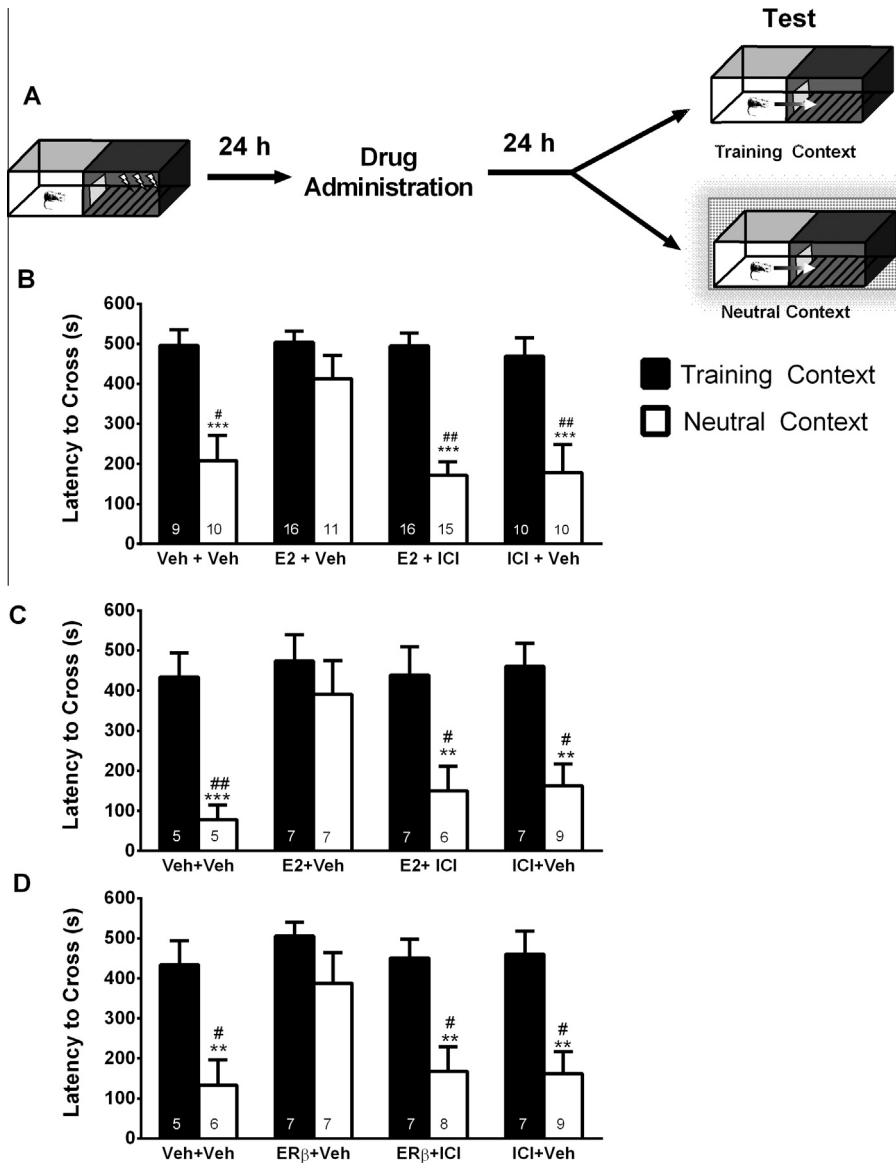 Test
A
24 h
Drug
Administration
24 h
Training Context
Neutral Context
B
Latency to Cross (s)
600
500
400
300
200
100
0
#
***
##
***
##
***
9
10
16
11
16
15
10
10
Veh + Veh
E2 + Veh
E2 + ICI
ICI + Veh
Training Context
Neutral Context
C
Latency to Cross (s)
600
500
400
300
200
100
0
##
***
#
**
#
**
5
5
7
7
7
6
7
9
Veh+Veh
E2+Veh
E2+ ICI
ICI+Veh
D
Latency to Cross (s)
600
500
400
300
200
100
0
#
**
#
**
#
**
5
6
7
7
7
8
7
9
Veh+Veh
ERβ+Veh
ERβ+ICI
ICI+Veh